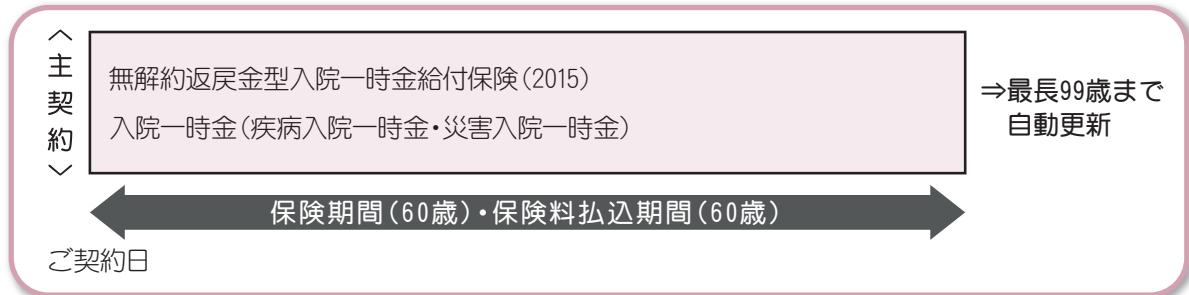 〈主契約〉
無解約返戻金型入院一時金給付保険(2015)
入院一時金(疾病入院一時金・災害入院一時金)
⇒最長99歳まで
自動更新
保険期間(60歳)・保険料払込期間(60歳)
ご契約日